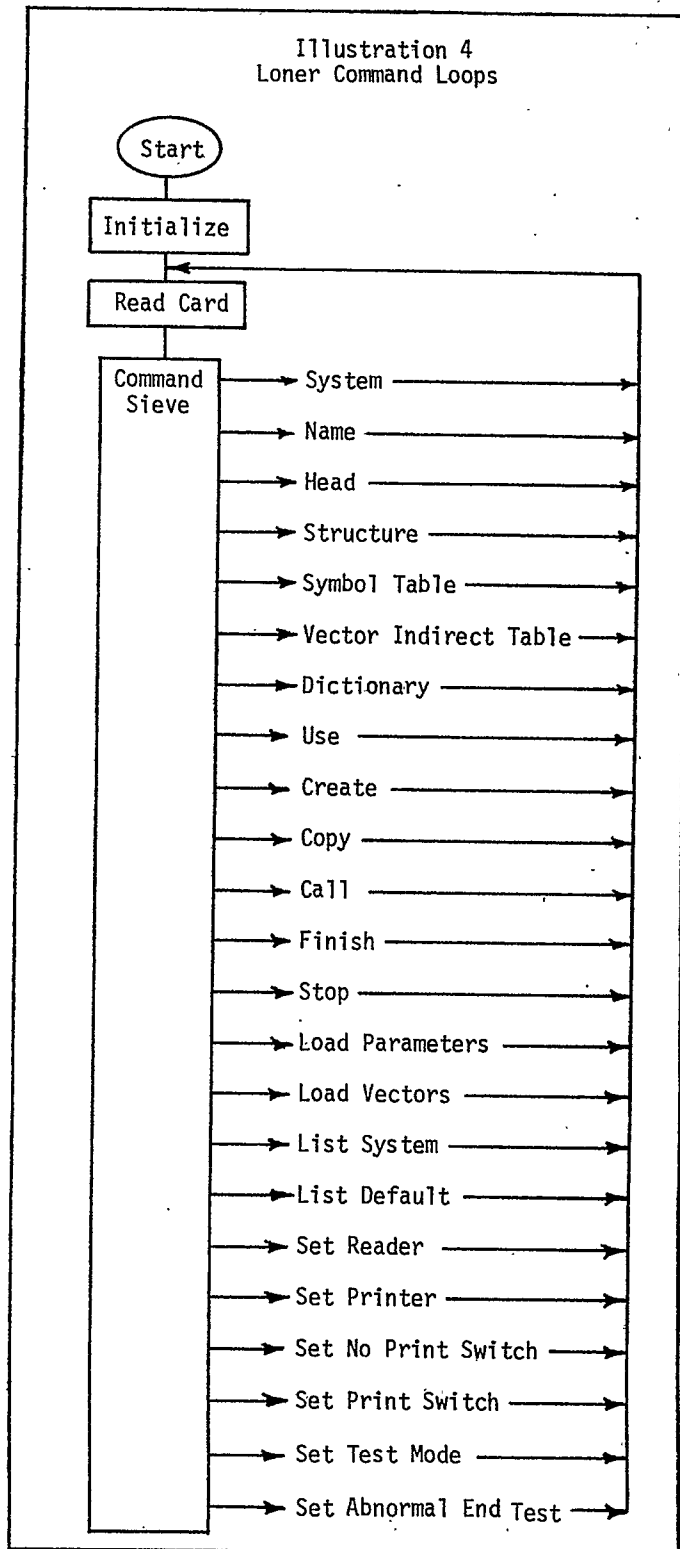 Illustration 4
Loner Command Loops
Start
Initialize
Read Card
Command
Sieve
System
Name
Head
Structure
Symbol Table
Vector Indirect Table
Dictionary
Use
Create
Copy
Call
Finish
Stop
Load Parameters
Load Vectors
List System
List Default
Set Reader
Set Printer
Set No Print Switch
Set Print Switch
Set Test Mode
Set Abnormal End Test